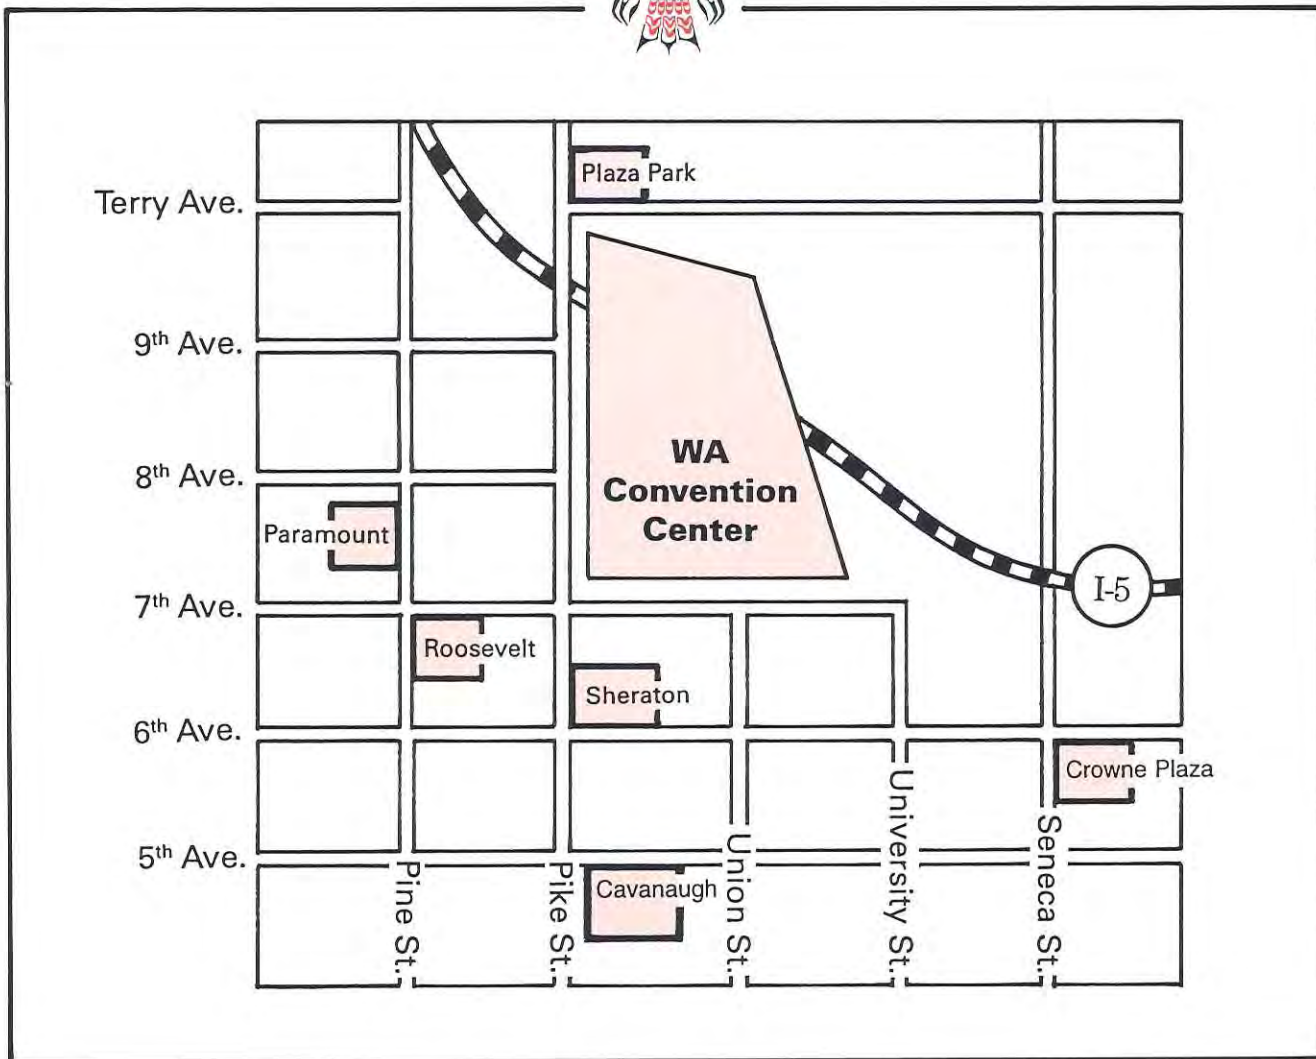 Plaza Park
Terry Ave.
9th Ave.
WA
Convention
Center
8th Ave.
Paramount
I-5
7th Ave.
Roosevelt
Sheraton
6th Ave.
Crowne Plaza
5th Ave.
Cavanaugh
Pine St.
Pike St.
Union St.
University St.
Seneca St.